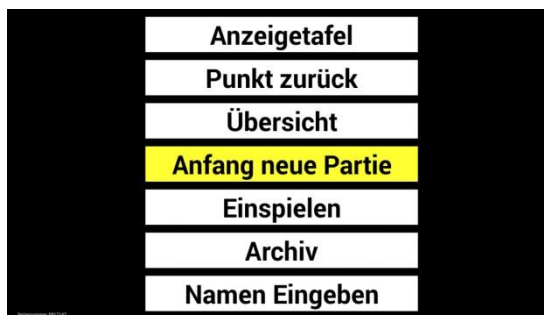 Anzeigetafel
Punkt zurück
Übersicht
Anfang neue Partie
Einspielen
Archiv
Namen Eingeben